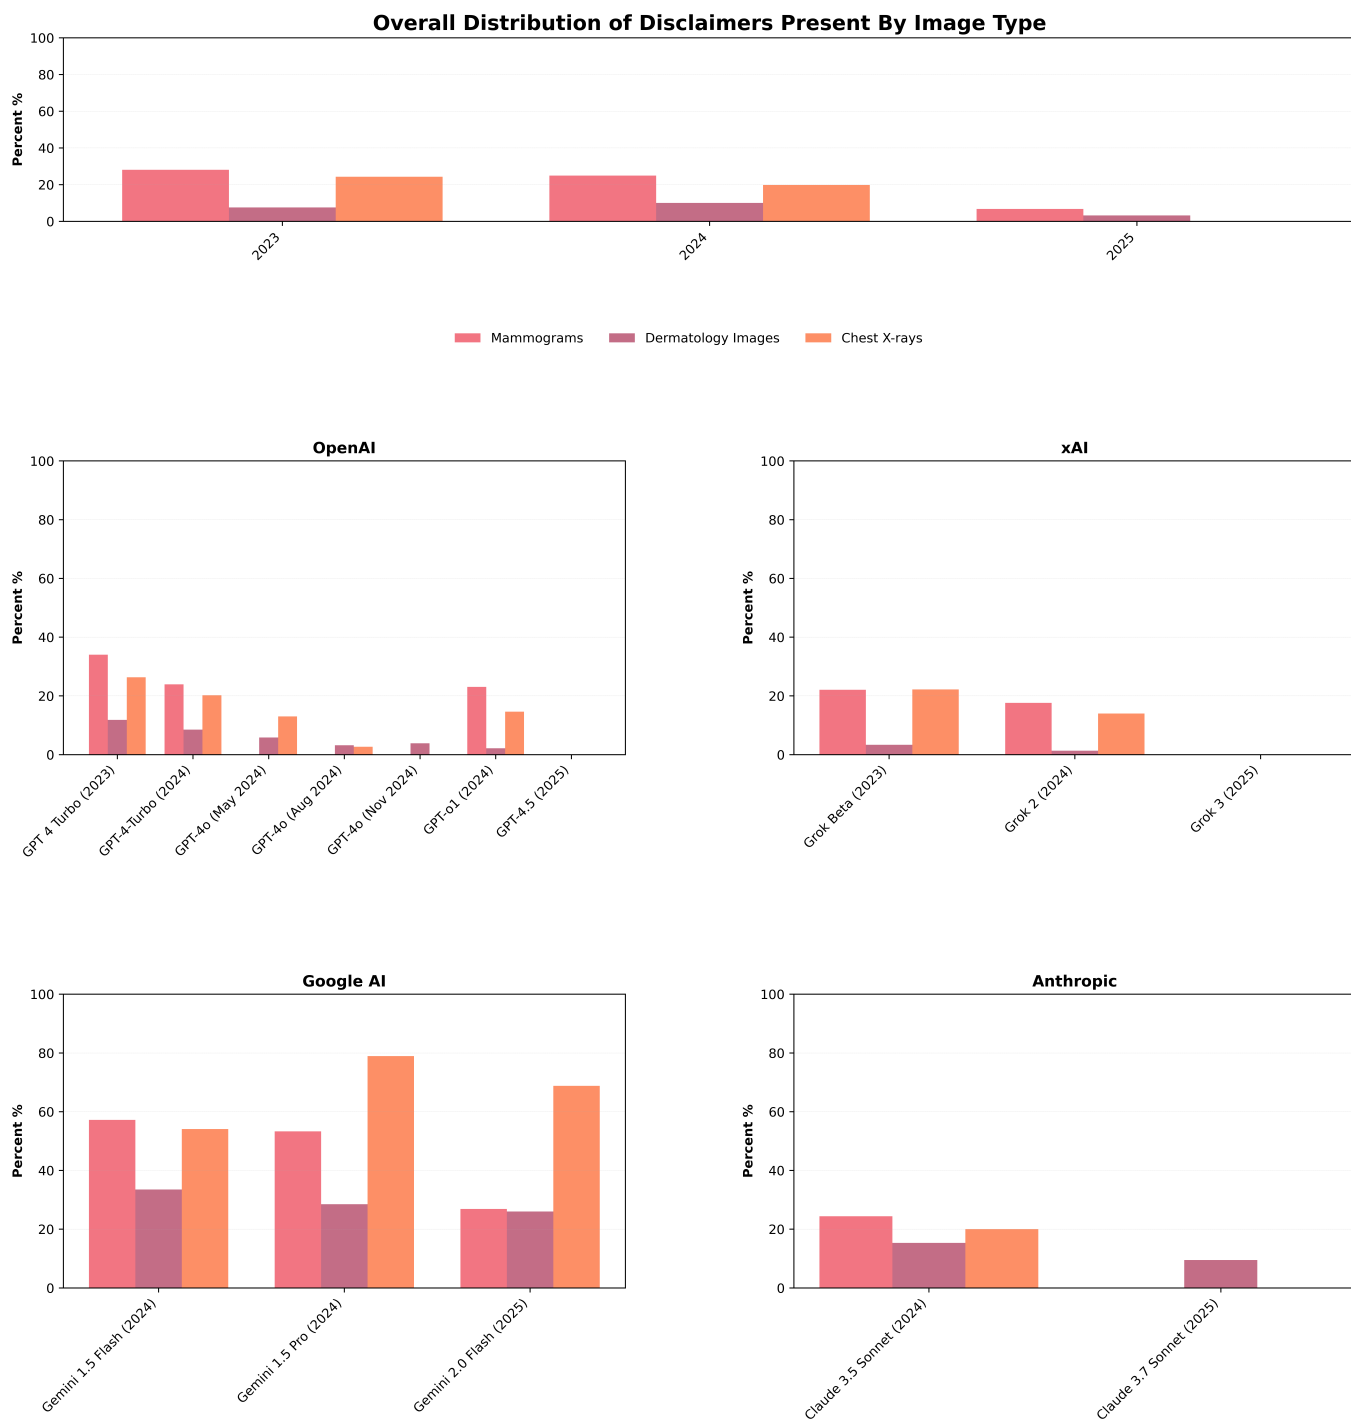 Overall Distribution of Disclaimers Present By Image Type
Percent %
100
80
60
40
20
0
2023
2024
2025
Mammograms
Dermatology Images
Chest X-rays
OpenAI
Percent %
100
80
60
40
20
0
GPT 4 Turbo (2023)
GPT-4-Turbo (2024)
GPT-4o (May 2024)
GPT-4o (Aug 2024)
GPT-4o (Nov 2024)
GPT-o1 (2024)
GPT-4.5 (2025)
xAI
Percent %
100
80
60
40
20
0
Grok Beta (2023)
Grok 2 (2024)
Grok 3 (2025)
Google AI
Percent %
100
80
60
40
20
0
Gemini 1.5 Flash (2024)
Gemini 1.5 Pro (2024)
Gemini 2.0 Flash (2025)
Anthropic
Percent %
100
80
60
40
20
0
Claude 3.5 Sonnet (2024)
Claude 3.7 Sonnet (2025)